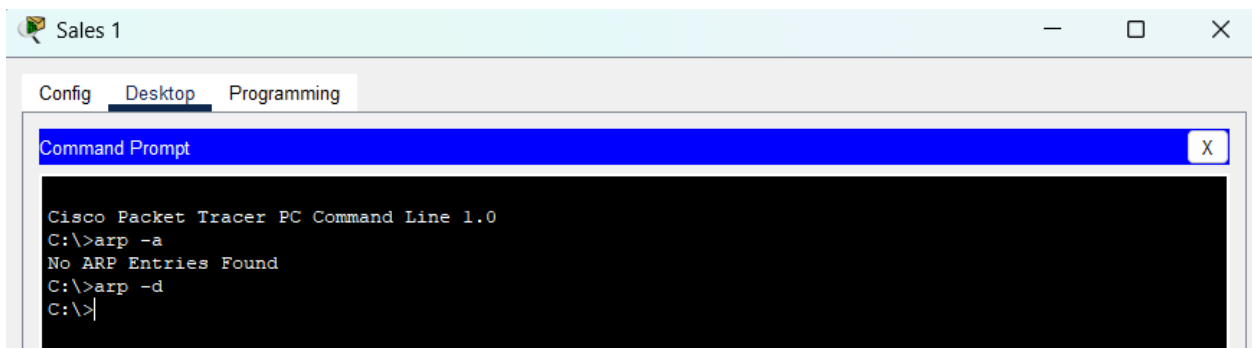 Sales 1
Config Desktop Programming
Command Prompt X
Cisco Packet Tracer PC Command Line 1.0
C:\>arp -a
No ARP Entries Found
C:\>arp -d
C:\>